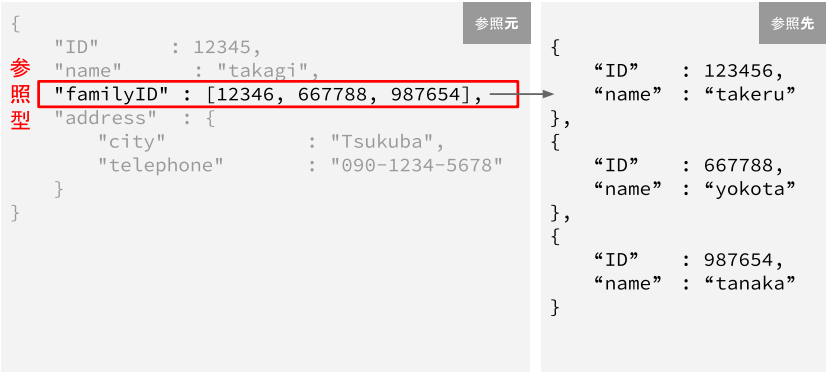 参照元
{
"ID" : 12345,
"name" : "takagi",
"familyID" : [12346, 667788, 987654],
"address" : {
"city" : "Tsukuba",
"telephone" : "090-1234-5678"
}
}
参照型
参照先
{
“ID” : 123456,
“name” : “takeru”
},
{
“ID” : 667788,
“name” : “yokota”
},
{
“ID” : 987654,
“name” : “tanaka”
}